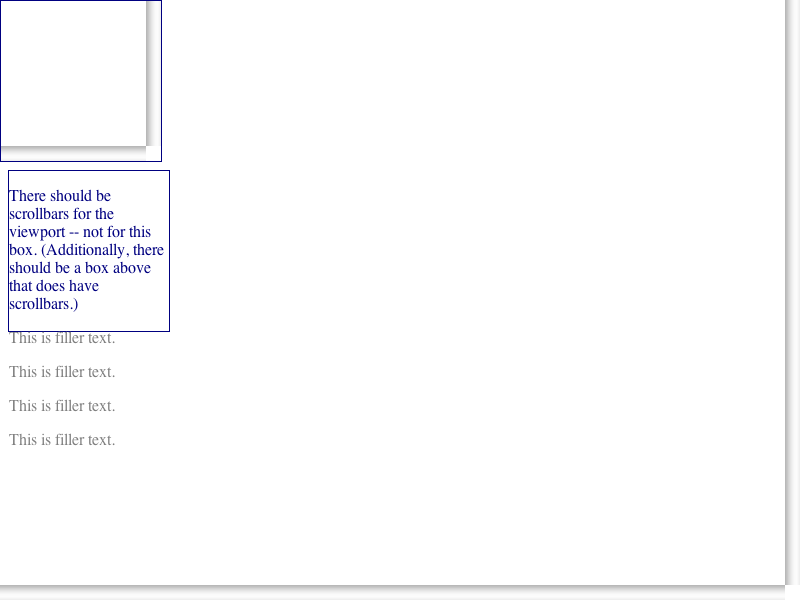 There should be
scrollbars for the
viewport -- not for this
box. (Additionally, there
should be a box above
that does have
scrollbars.)
This is filler text.
This is filler text.
This is filler text.
This is filler text.